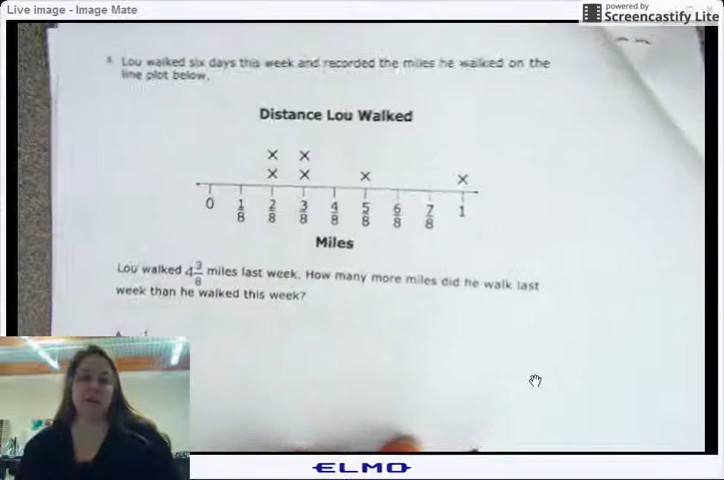 Live image - Image Mate
powered by
Screencastify Lite
Lou walked six days this week and recorded the miles he walked on the
line plot below.
Distance Lou Walked
× ×
× × × ×
0 1/8 2/8 3/8 4/8 5/8 6/8 7/8 1
Miles
Lou walked 4 3/8 miles last week. How many more miles did he walk last
week than he walked this week?
ELMO